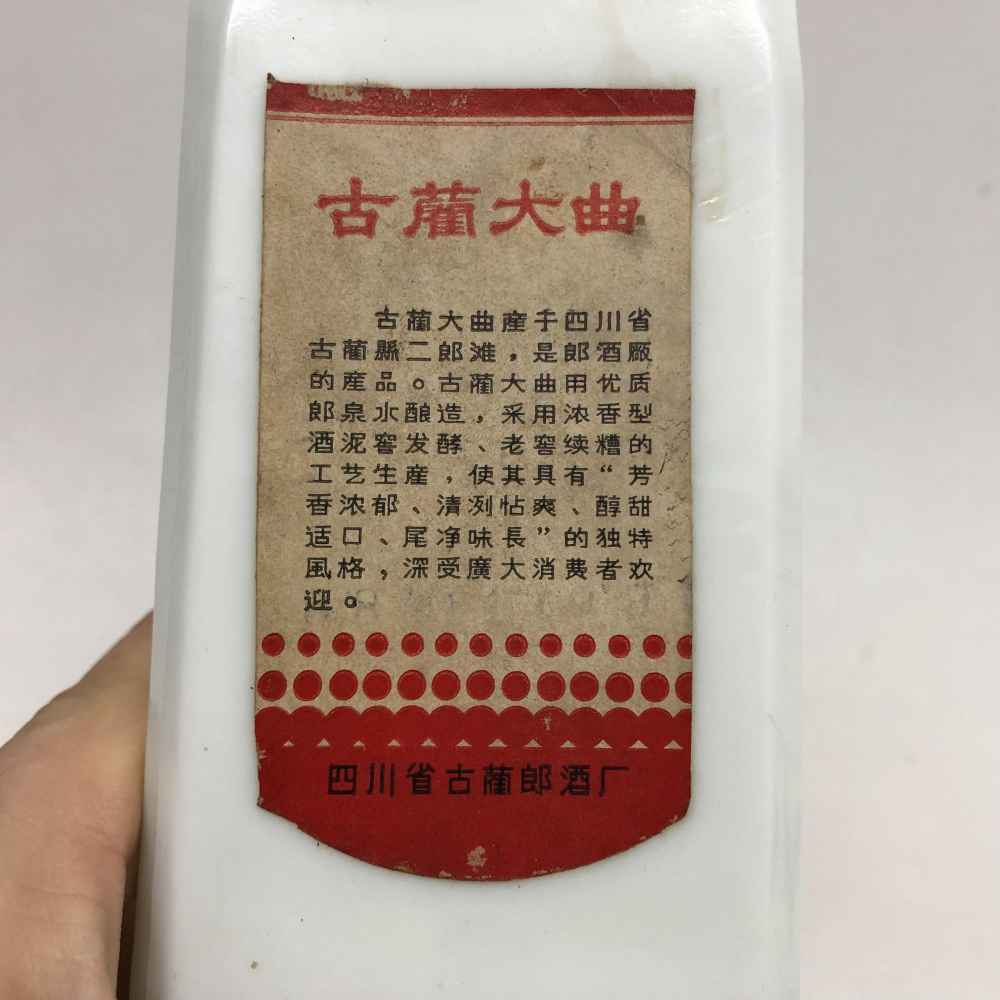 古蔺大曲
古蔺大曲産于四川省
古蔺縣二郎滩，是郎酒厰
的産品。古蔺大曲用优质
郎泉水酿造，采用浓香型
酒泥窖发酵、老窖续糟的
工艺生産，使其具有“芳
香浓郁、清洌帖爽、醇甜
适口、尾净味長”的独特
風格，深受廣大消费者欢
迎。
四川省古蔺郎酒厂